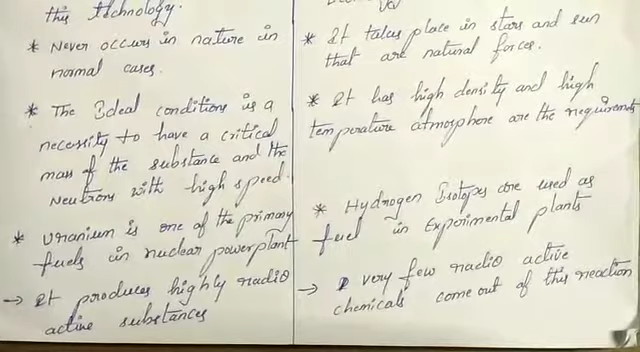 this technology.
* Never occurs in nature in
normal cases.
* The Ideal conditions is a
necessity to have a critical
mass of the substance and the
Neutrons with high speed.
* Uranium is one of the primary
fuels in nuclear powerplant
→ It produces highly radio
active substances
* It takes place in stars and sun
that are natural forces.
* It has high density and high
temperature atmosphere are the requirements
* Hydrogen Isotopes are used as
fuel in Experimental plants
→ very few radio active
chemicals come out of this reaction